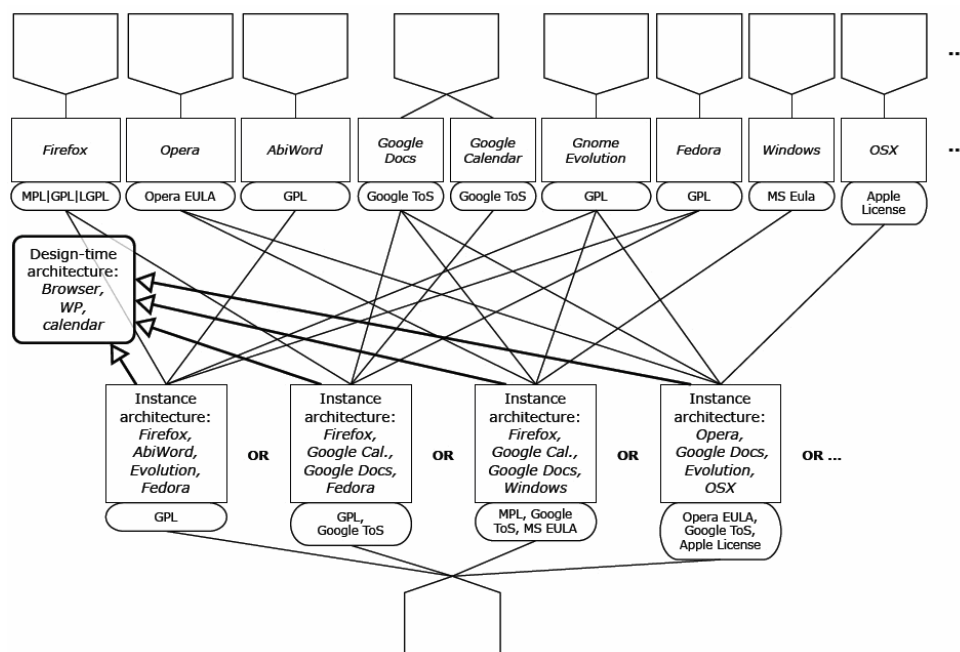 ...
Firefox
Opera
AbiWord
Google
Docs
Google
Calendar
Gnome
Evolution
Fedora
Windows
OSX
...
MPL|GPL|LGPL
Opera EULA
GPL
Google ToS
Google ToS
GPL
GPL
MS Eula
Apple
License
Design-time
architecture:
Browser,
WP,
calendar
Instance
architecture:
Firefox,
AbiWord,
Evolution,
Fedora
OR
Instance
architecture:
Firefox,
Google Cal.,
Google Docs,
Fedora
OR
Instance
architecture:
Firefox,
Google Cal.,
Google Docs,
Windows
OR
Instance
architecture:
Opera,
Google Docs,
Evolution,
OSX
OR ...
GPL
GPL,
Google ToS
MPL, Google
ToS, MS EULA
Opera EULA,
Google ToS,
Apple License